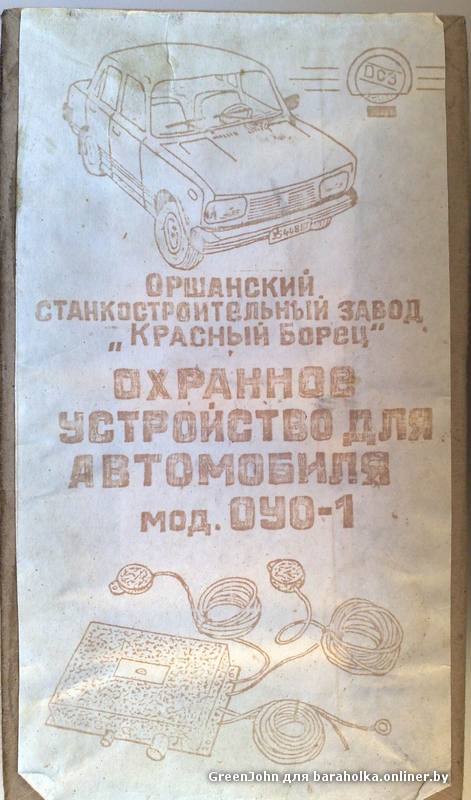 ОСЗ
ОРШАНСКИЙ
СТАНКОСТРОИТЕЛЬНЫЙ ЗАВОД
„КРАСНЫЙ БОРЕЦ"
ОХРАННОЕ
УСТРОЙСТВО ДЛЯ
АВТОМОБИЛЯ
МОД. ОУО-1
GreenJohn для baraholka.onliner.by